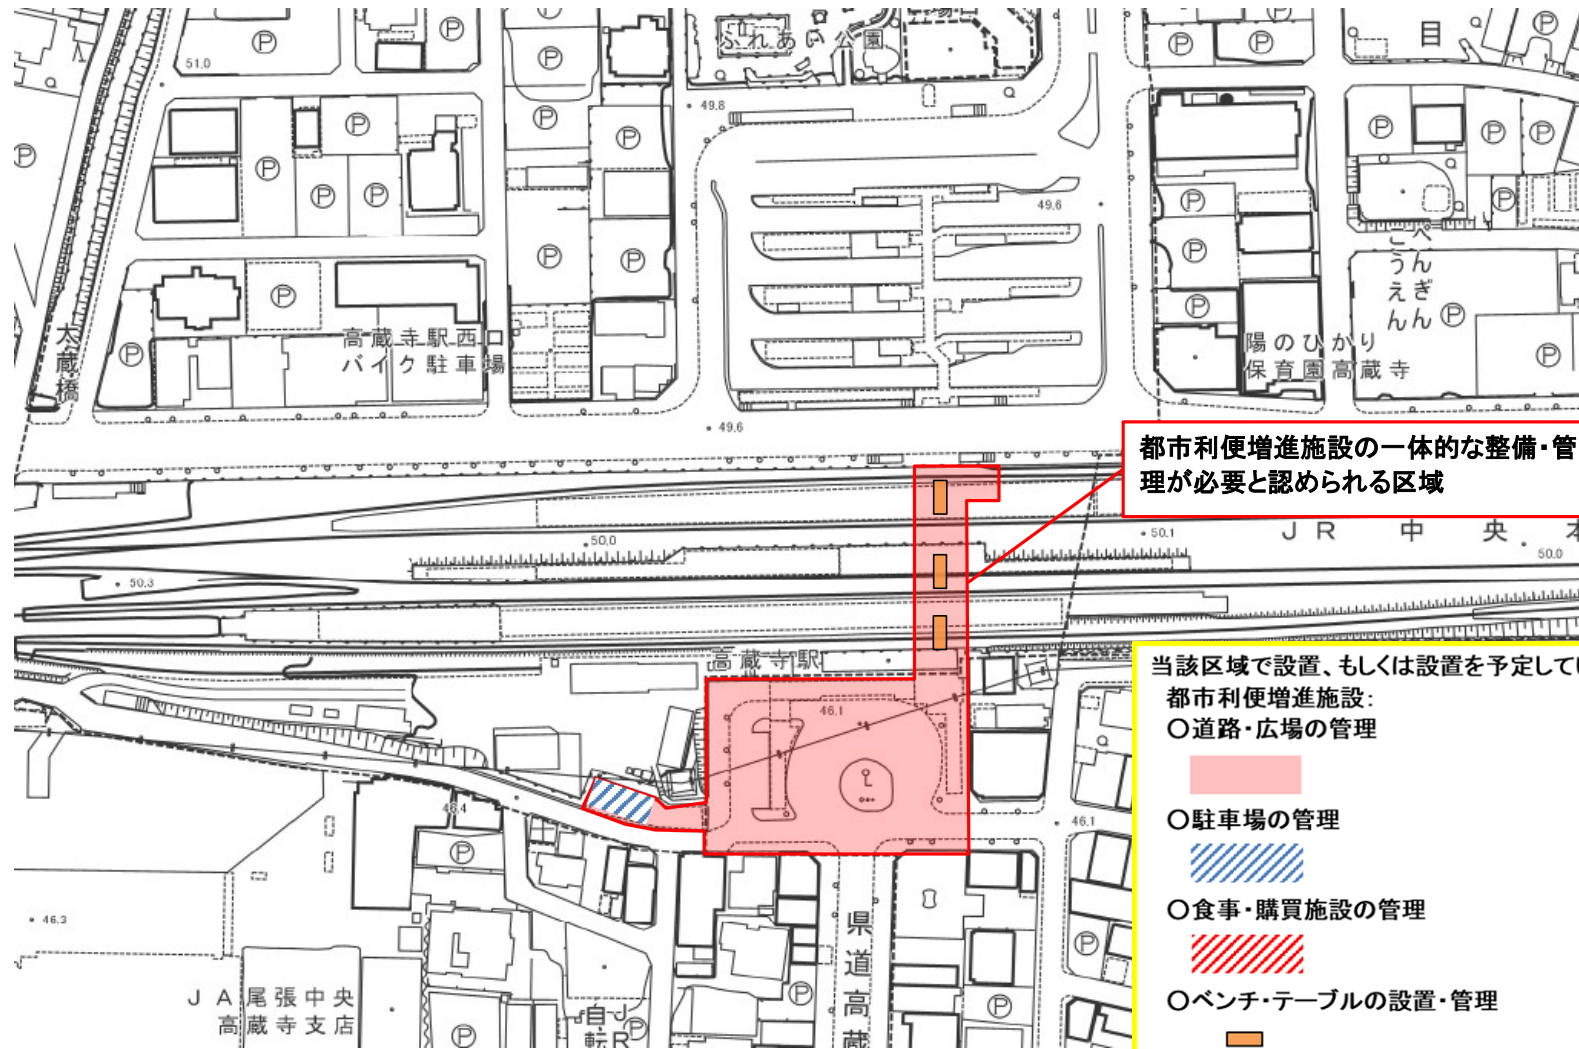 ふれあい公園
目
51.0
49.8
49.6
ぺんぎん
こうえん
太蔵橋
高蔵寺駅西
バイク駐車場
陽のひかり
保育園高蔵寺
49.6
都市利便増進施設の一体的な整備・管
理が必要と認められる区域
JR中央本
50.0
50.1
50.0
50.3
高蔵寺駅
46.1
46.4
46.1
46.3
当該区域で設置、もしくは設置を予定してい
都市利便増進施設:
○道路・広場の管理
○駐車場の管理
○食事・購買施設の管理
○ベンチ・テーブルの設置・管理
県道高蔵
JA尾張中央
高蔵寺支店
JR
自転